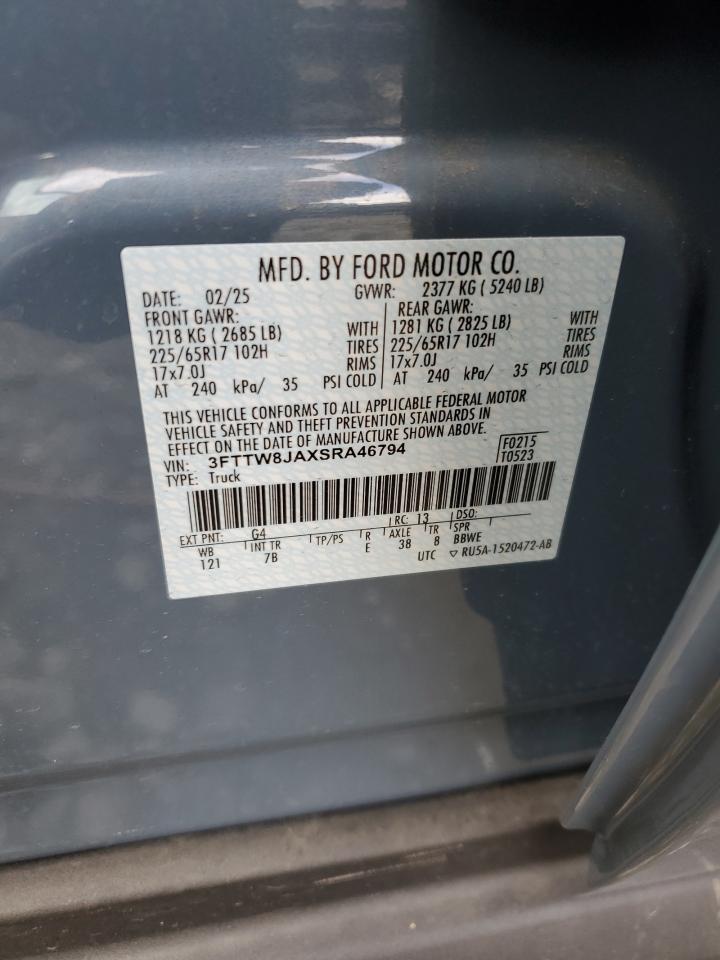 MFD. BY FORD MOTOR CO.
DATE: 02/25 GVWR: 2377 KG ( 5240 LB)
FRONT GAWR: REAR GAWR:
1218 KG ( 2685 LB) WITH 1281 KG ( 2825 LB) WITH
225/65R17 102H TIRES 225/65R17 102H TIRES
17x7.0J RIMS 17x7.0J RIMS
AT 240 kPa/ 35 PSI COLD AT 240 kPa/ 35 PSI COLD
THIS VEHICLE CONFORMS TO ALL APPLICABLE FEDERAL MOTOR
VEHICLE SAFETY AND THEFT PREVENTION STANDARDS IN
EFFECT ON THE DATE OF MANUFACTURE SHOWN ABOVE.
VIN: 3FTTW8JAXSRA46794 F0215
TYPE: Truck T0523
EXT PNT: G4 RC: 13 DSO:
WB INT TR TP/PS R AXLE TR SPR
121 7B E 38 8 BBWE
UTC ▽ RU5A-1520472-AB